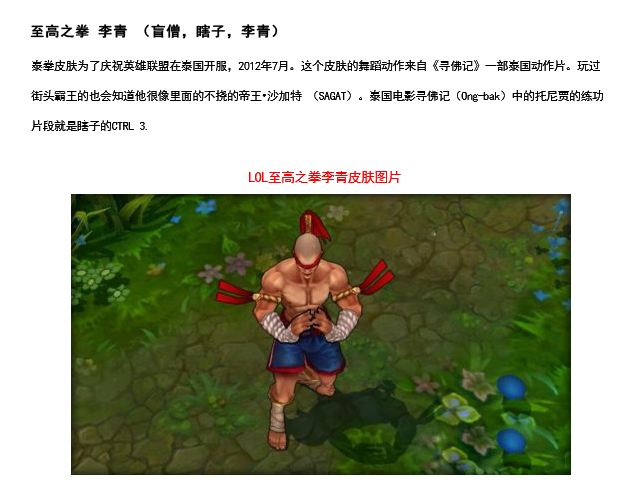 至高之拳 李青 （盲僧，瞎子，李青）
泰拳皮肤为了庆祝英雄联盟在泰国开服，2012年7月。这个皮肤的舞蹈动作来自《寻佛记》一部泰国动作片。玩过
街头霸王的也会知道他很像里面的不挠的帝王•沙加特 （SAGAT）。泰国电影寻佛记（Ong-bak）中的托尼贾的练功
片段就是瞎子的CTRL 3.
LOL至高之拳李青皮肤图片